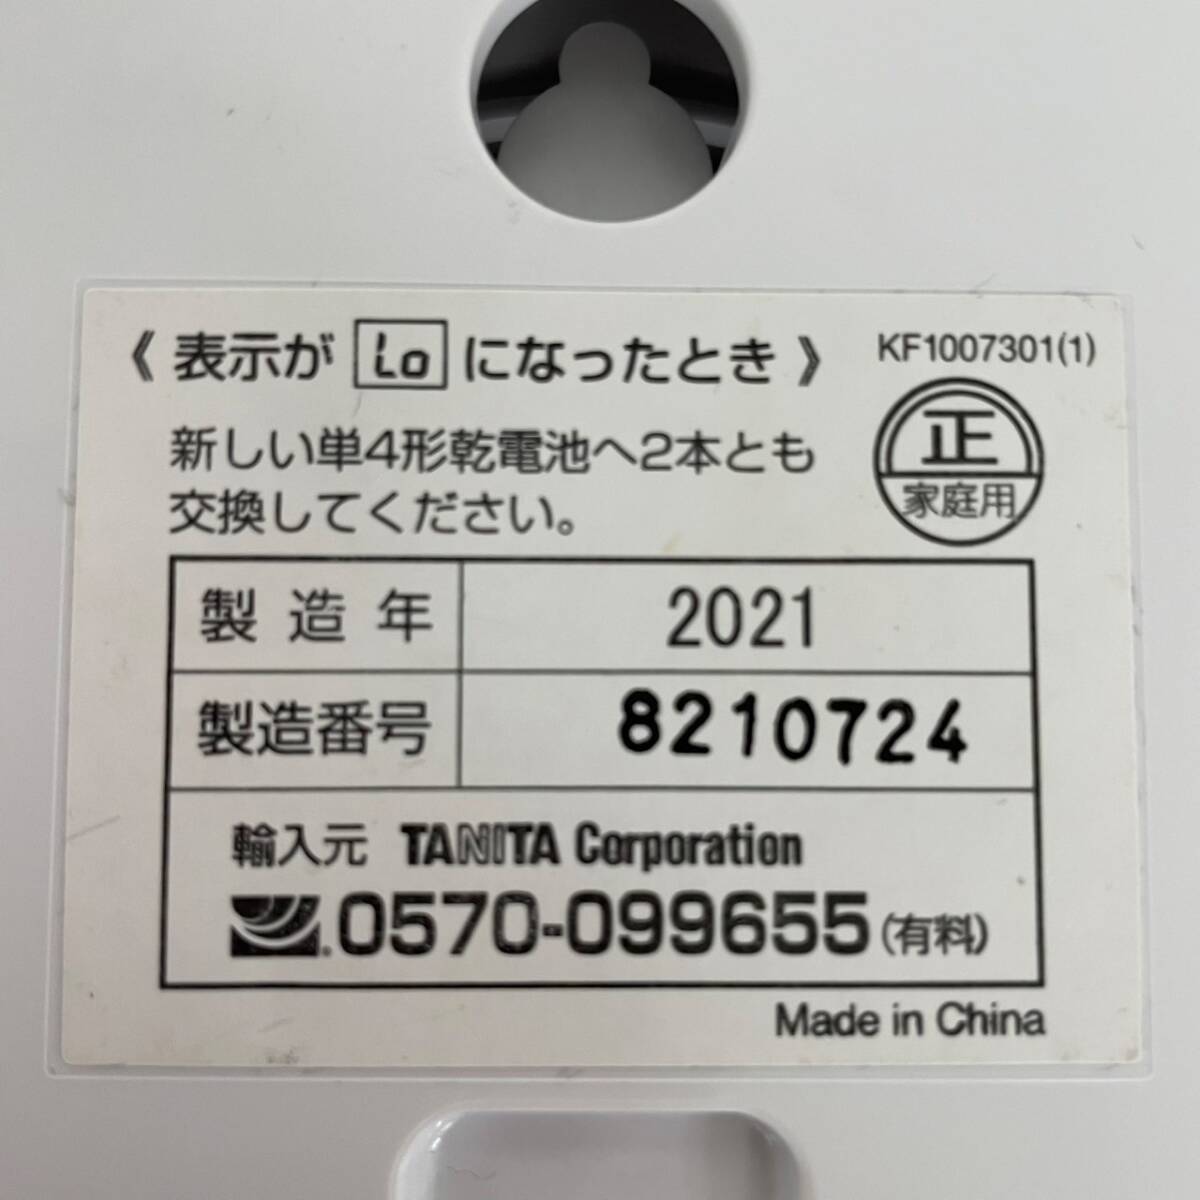 《 表示が Lo になったとき 》
KF1007301(1)
新しい単4形乾電池へ2本とも
交換してください。
正
家庭用
製造年 2021
製造番号 8210724
輸入元 TANITA Corporation
0570-099655(有料)
Made in China